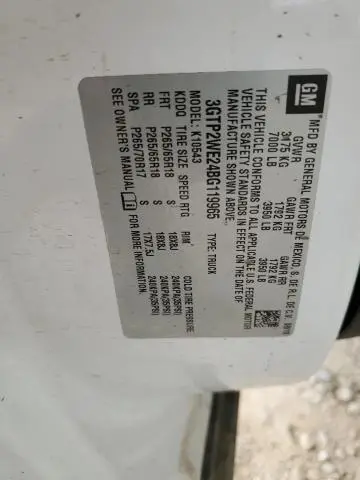 GM
MFD BY GENERAL MOTORS DE MEXICO, S. DE R.L. DE C.V.
GVWR GAWR FRT GAWR RR
3175 KG 1792 KG 1792 KG
7000 LB 3950 LB 3950 LB
THIS VEHICLE CONFORMS TO ALL APPLICABLE U.S. FEDERAL MOTOR
VEHICLE SAFETY STANDARDS IN EFFECT ON THE DATE OF
MANUFACTURE SHOWN ABOVE.
3GTP2WE24BG119965 TYPE: TRUCK
MODEL: K10543
TIRE SIZE SPEED RTG RIM COLD TIRE PRESSURE
FRT P265/65R18 S 18X8J 240KPA(35PSI)
RR P265/65R18 S 18X8J 240KPA(35PSI)
SPA P265/70R17 S 17X7.5J 240KPA(35PSI)
SEE OWNER'S MANUAL FOR MORE INFORMATION.